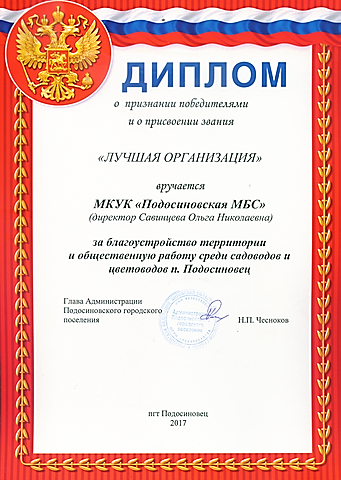 ДИПЛОМ
о признании победителями
и о присвоении звания
«ЛУЧШАЯ ОРГАНИЗАЦИЯ»
вручается
МКУК «Подосиновская МБС»
(директор Савинцева Ольга Николаевна)
за благоустройство территории
и общественную работу среди садоводов и
цветоводов п. Подосиновец
Глава Администрации
Подосиновского городского
поселения
Н.П. Чесноков
пгт Подосиновец
2017